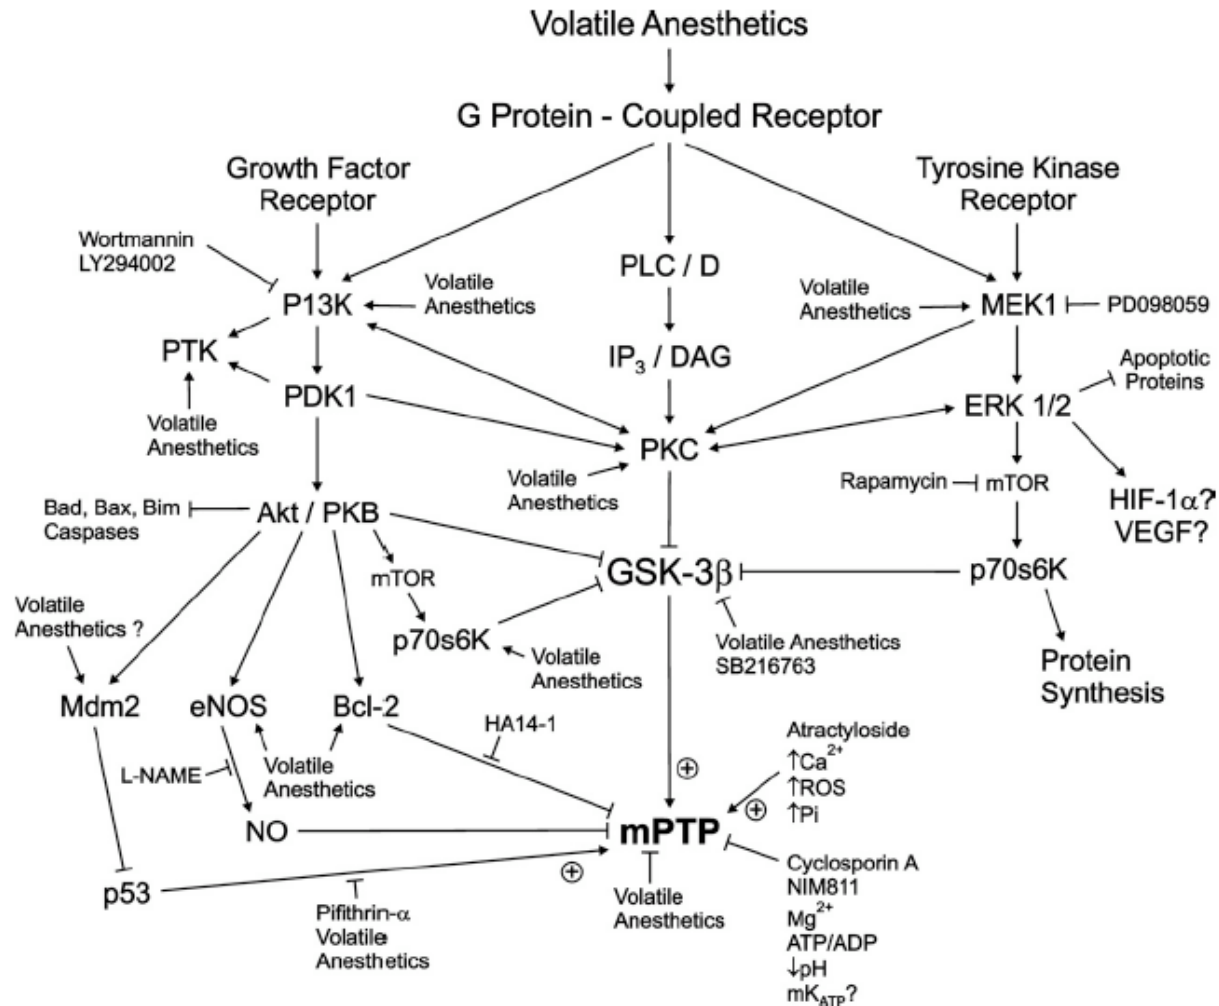 Volatile Anesthetics
G Protein - Coupled Receptor
Growth Factor
Receptor
Tyrosine Kinase
Receptor
Wortmannin
LY294002
PLC / D
P13K
Volatile
Anesthetics
Volatile
Anesthetics
MEK1
PD098059
PTK
IP₃ / DAG
Apoptotic
Proteins
PDK1
ERK 1/2
Volatile
Anesthetics
PKC
Volatile
Anesthetics
Rapamycin
mTOR
HIF-1α?
VEGF?
Bad, Bax, Bim
Caspases
Akt / PKB
mTOR
GSK-3β
p70s6K
Volatile
Anesthetics ?
p70s6K
Volatile
Anesthetics
Volatile Anesthetics
SB216763
Protein
Synthesis
Mdm2
eNOS
Bcl-2
HA14-1
L-NAME
Volatile
Anesthetics
Atractyloside
↑Ca²⁺
↑ROS
↑Pi
+
+
NO
mPTP
p53
+
Pifithrin-α
Volatile
Anesthetics
Volatile
Anesthetics
Cyclosporin A
NIM811
Mg²⁺
ATP/ADP
↓pH
mK_ATP?